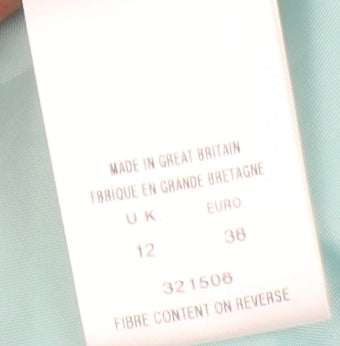 MADE IN GREAT BRITAIN
FBRIQUE EN GRANDE BRETAGNE
U.K. EURO
12 38
321506
FIBRE CONTENT ON REVERSE